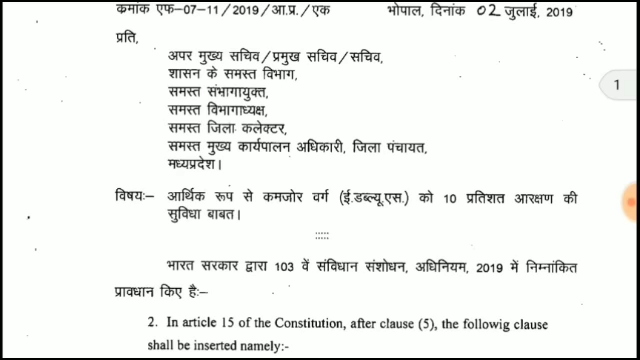 कमांक एफ-07-11/2019/आ.प्र./एक भोपाल, दिनांक 02 जुलाई, 2019
प्रति,
अपर मुख्य सचिव/प्रमुख सचिव/सचिव,
शासन के समस्त विभाग,
समस्त संभागायुक्त,
समस्त विभागाध्यक्ष,
समस्त जिला कलेक्टर,
समस्त मुख्य कार्यपालन अधिकारी, जिला पंचायत,
मध्यप्रदेश।
1
विषयः- आर्थिक रूप से कमजोर वर्ग (ई.डब्ल्यू.एस.) को 10 प्रतिशत आरक्षण की
सुविधा बाबत।
:::::
भारत सरकार द्वारा 103 वें संविधान संशोधन, अधिनियम, 2019 में निम्नांकित
प्रावधान किए हैः-
2. In article 15 of the Constitution, after clause (5), the followig clause
shall be inserted namely:-